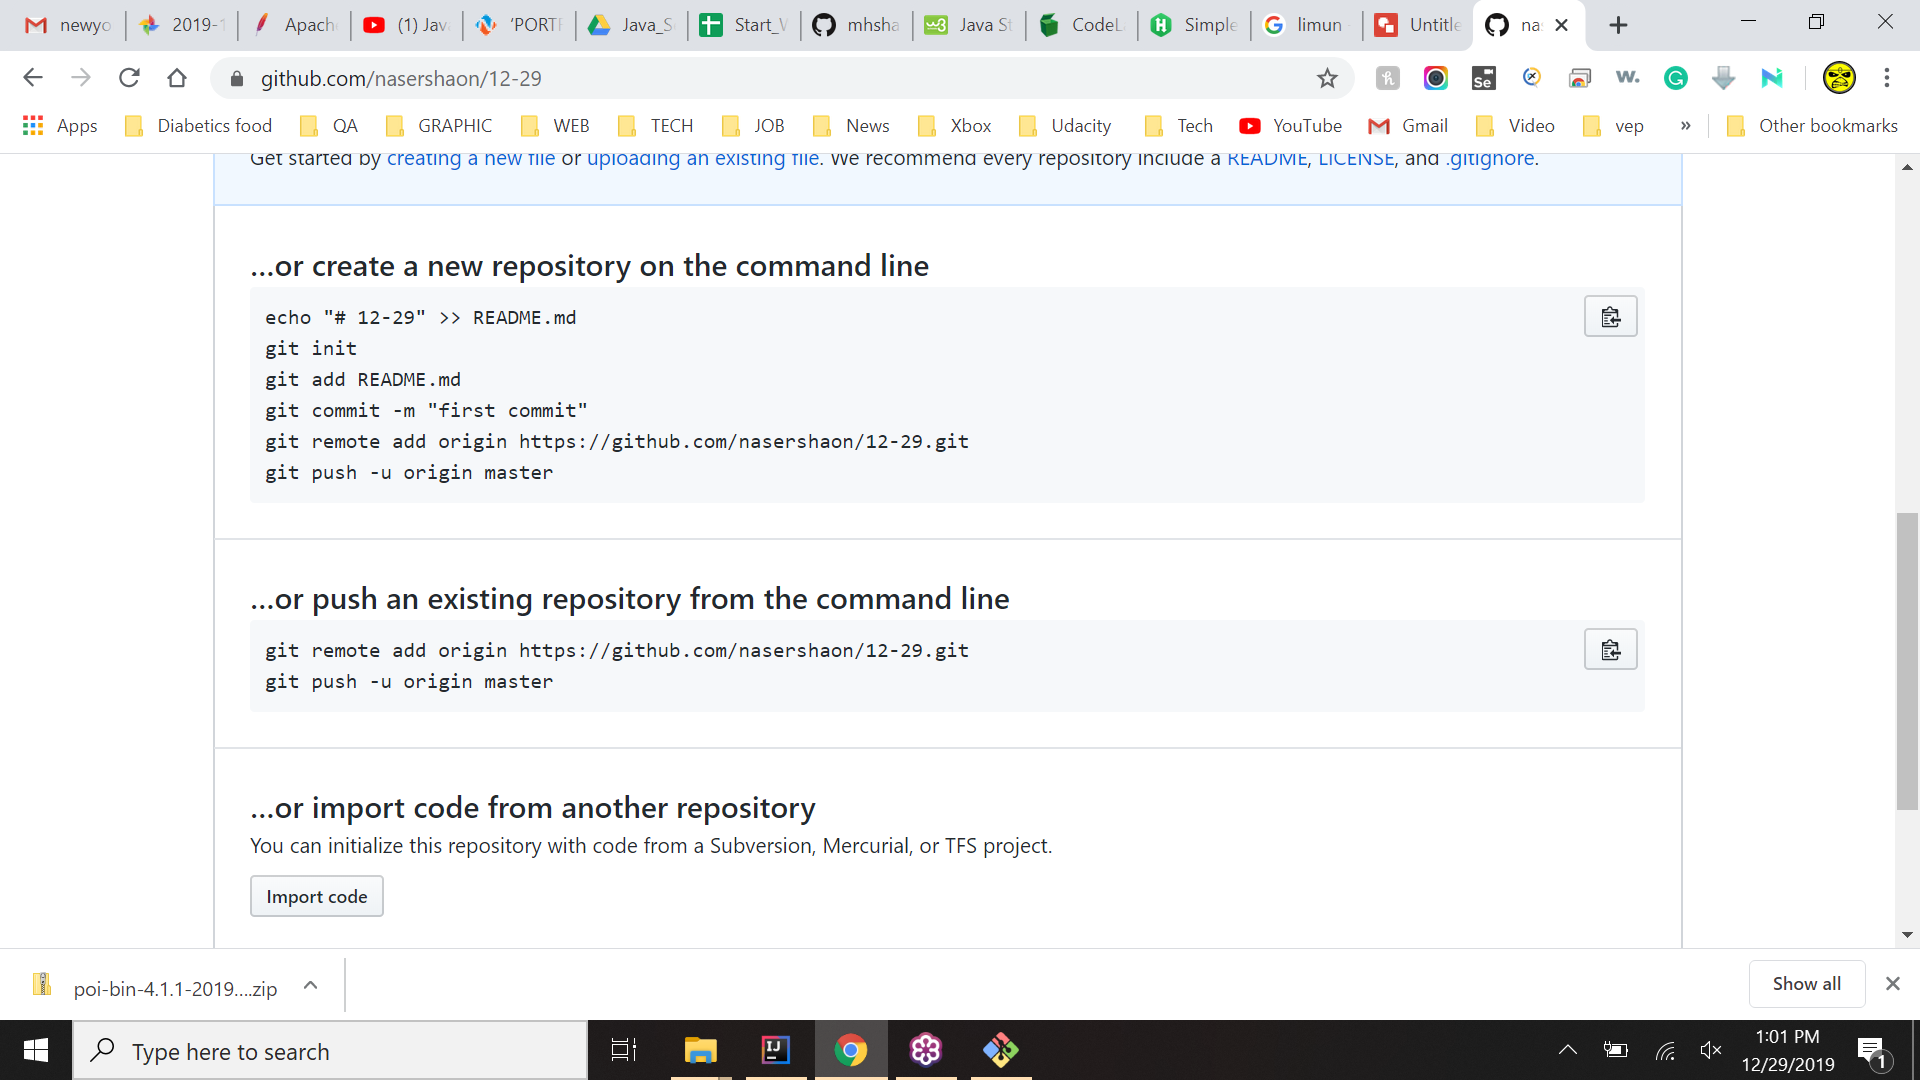 newyo
2019-1
Apach
(1) Jav
'PORTF
Java_S
Start_V
mhsha
Java St
CodeL
Simple
limun
Untitle
nas
github.com/nasershaon/12-29
Apps
Diabetics food
QA
GRAPHIC
WEB
TECH
JOB
News
Xbox
Udacity
Tech
YouTube
Gmail
Video
vep
»
Other bookmarks
Get started by creating a new file or uploading an existing file. We recommend every repository include a README, LICENSE, and .gitignore.
…or create a new repository on the command line
echo "# 12-29" >> README.md
git init
git add README.md
git commit -m "first commit"
git remote add origin https://github.com/nasershaon/12-29.git
git push -u origin master
…or push an existing repository from the command line
git remote add origin https://github.com/nasershaon/12-29.git
git push -u origin master
…or import code from another repository
You can initialize this repository with code from a Subversion, Mercurial, or TFS project.
Import code
poi-bin-4.1.1-2019....zip
Show all
Type here to search
1:01 PM
12/29/2019
1